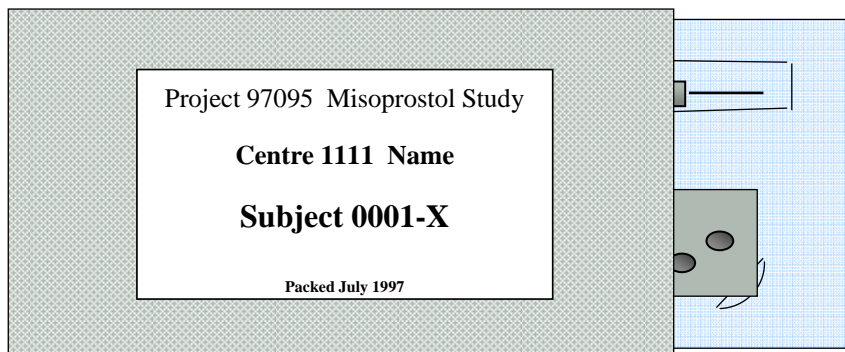 Project 97095 Misoprostol Study
Centre 1111 Name
Subject 0001-X
Packed July 1997